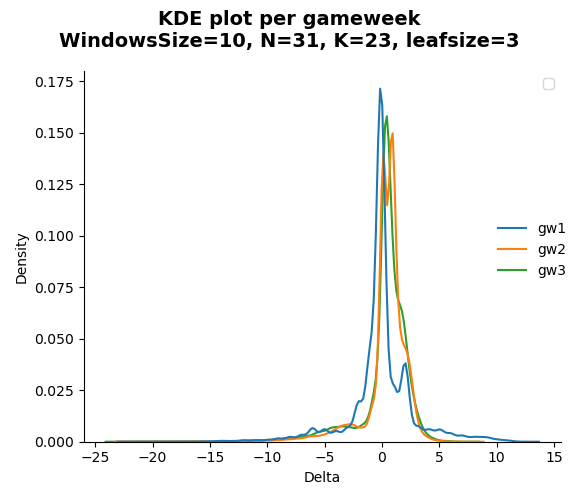 KDE plot per gameweek
WindowsSize=10, N=31, K=23, leafsize=3
0.175
0.150
0.125
0.100
0.075
0.050
0.025
0.000
Density
gw1
gw2
gw3
−25
−20
−15
−10
−5
0
5
10
15
Delta